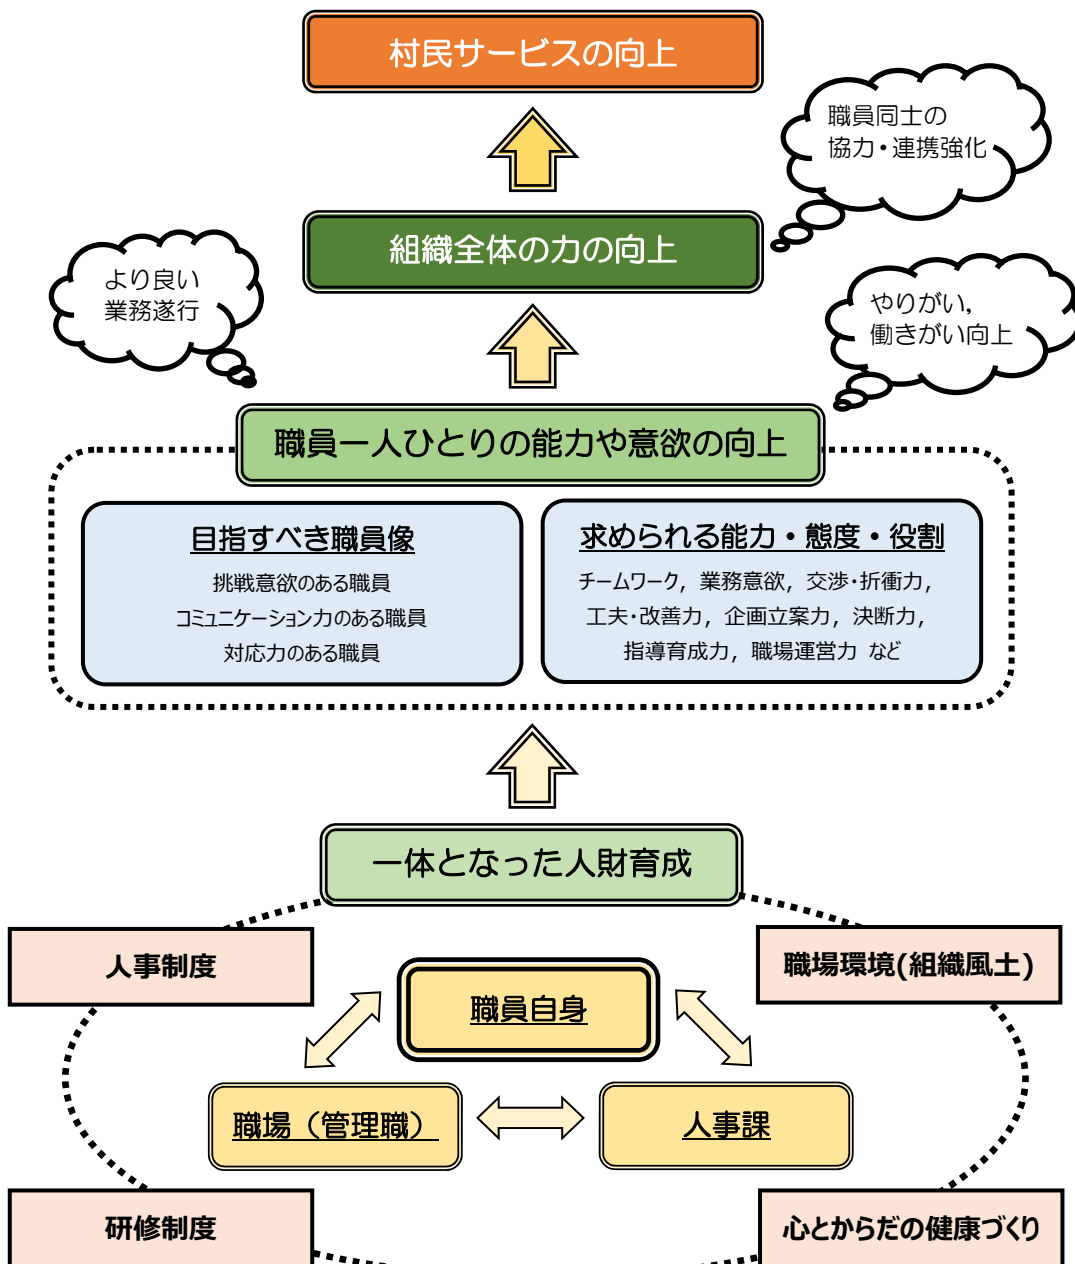 村民サービスの向上
職員同士の
協力・連携強化
組織全体の力の向上
より良い
業務遂行
やりがい,
働きがい向上
職員一人ひとりの能力や意欲の向上
目指すべき職員像
挑戦意欲のある職員
コミュニケーション力のある職員
対応力のある職員
求められる能力・態度・役割
チームワーク, 業務意欲, 交渉・折衝力,
工夫・改善力, 企画立案力, 決断力,
指導育成力, 職場運営力 など
一体となった人財育成
人事制度
職場環境(組織風土)
職員自身
職場（管理職）
人事課
研修制度
心とからだの健康づくり